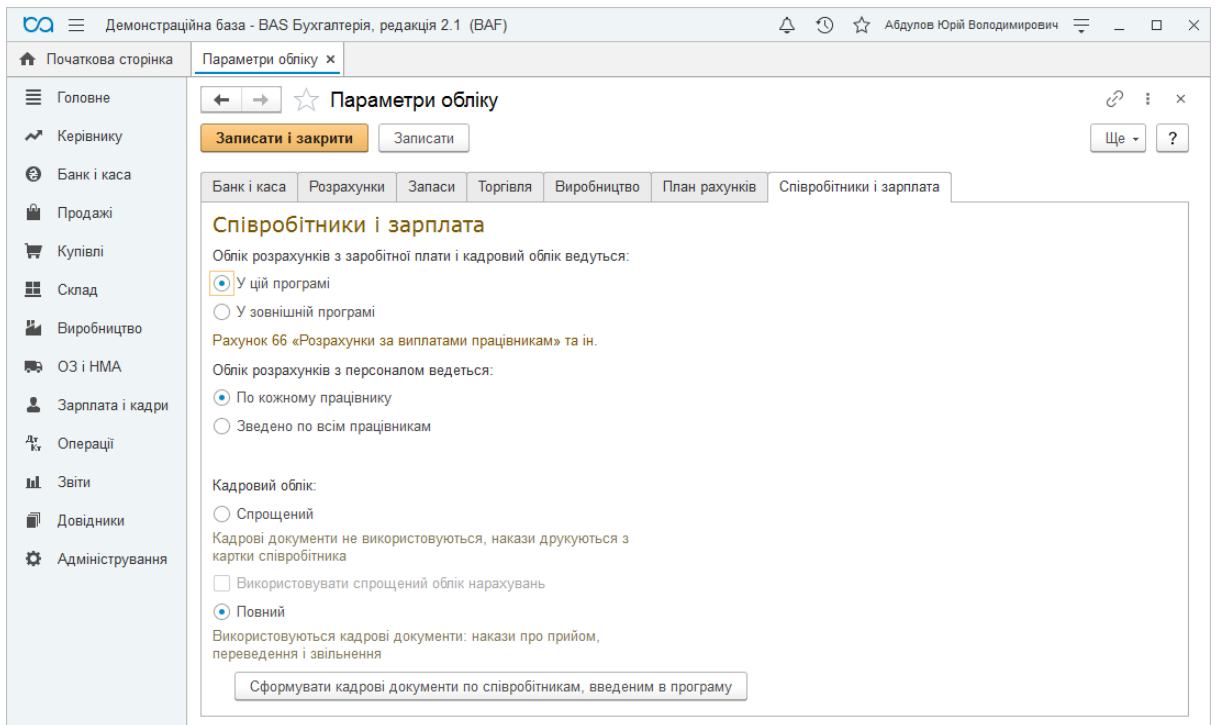 Демонстраційна база - BAS Бухгалтерія, редакція 2.1 (BAF)
Абдулов Юрій Володимирович
Початкова сторінка
Параметри обліку
Головне
Керівнику
Банк і каса
Продажі
Купівлі
Склад
Виробництво
ОЗ і НМА
Зарплата і кадри
Дт
Кт
Операції
Звіти
Довідники
Адміністрування
Параметри обліку
Записати і закрити
Записати
Ще
?
Банк і каса
Розрахунки
Запаси
Торгівля
Виробництво
План рахунків
Співробітники і зарплата
Співробітники і зарплата
Облік розрахунків з заробітної плати і кадровий облік ведуться:
У цій програмі
У зовнішній програмі
Рахунок 66 «Розрахунки за виплатами працівникам» та ін.
Облік розрахунків з персоналом ведеться:
По кожному працівнику
Зведено по всім працівникам
Кадровий облік:
Спрощений
Кадрові документи не використовуються, накази друкуються з
картки співробітника
Використовувати спрощений облік нарахувань
Повний
Використовуються кадрові документи: накази про прийом,
переведення і звільнення
Сформувати кадрові документи по співробітникам, введеним в програму